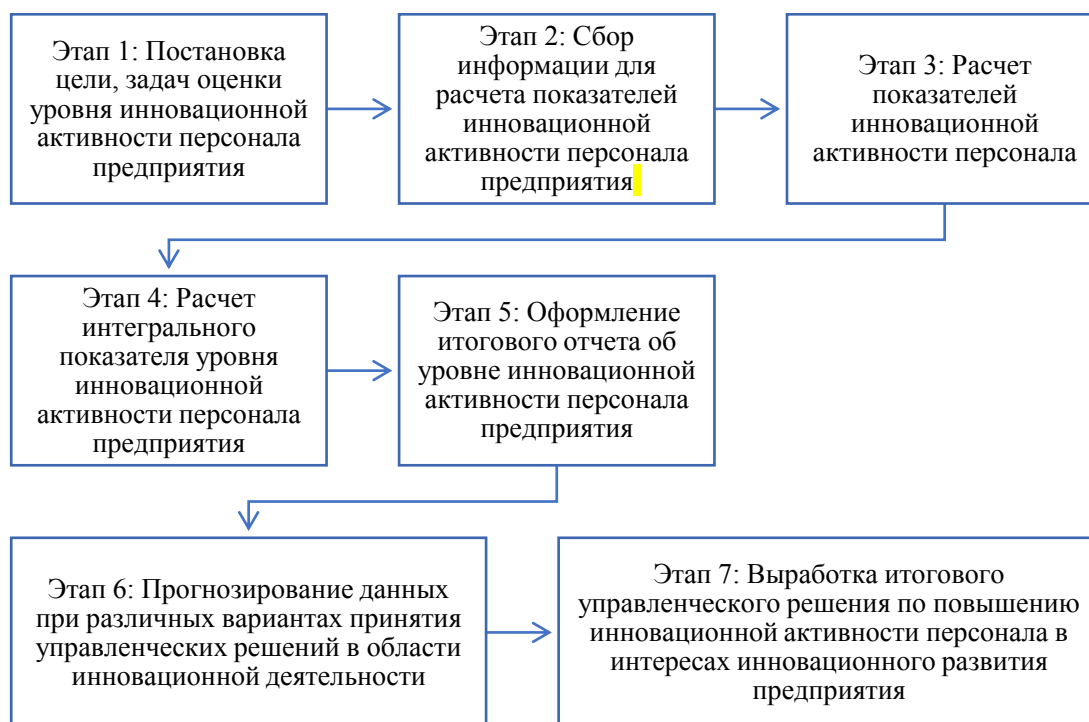 Этап 1: Постановка
цели, задач оценки
уровня инновационной
активности персонала
предприятия
Этап 2: Сбор
информации для
расчета показателей
инновационной
активности персонала
предприятия
Этап 3: Расчет
показателей
инновационной
активности персонала
Этап 4: Расчет
интегрального
показателя уровня
инновационной
активности персонала
предприятия
Этап 5: Оформление
итогового отчета об
уровне инновационной
активности персонала
предприятия
Этап 6: Прогнозирование данных
при различных вариантах принятия
управленческих решений в области
инновационной деятельности
Этап 7: Выработка итогового
управленческого решения по повышению
инновационной активности персонала в
интересах инновационного развития
предприятия